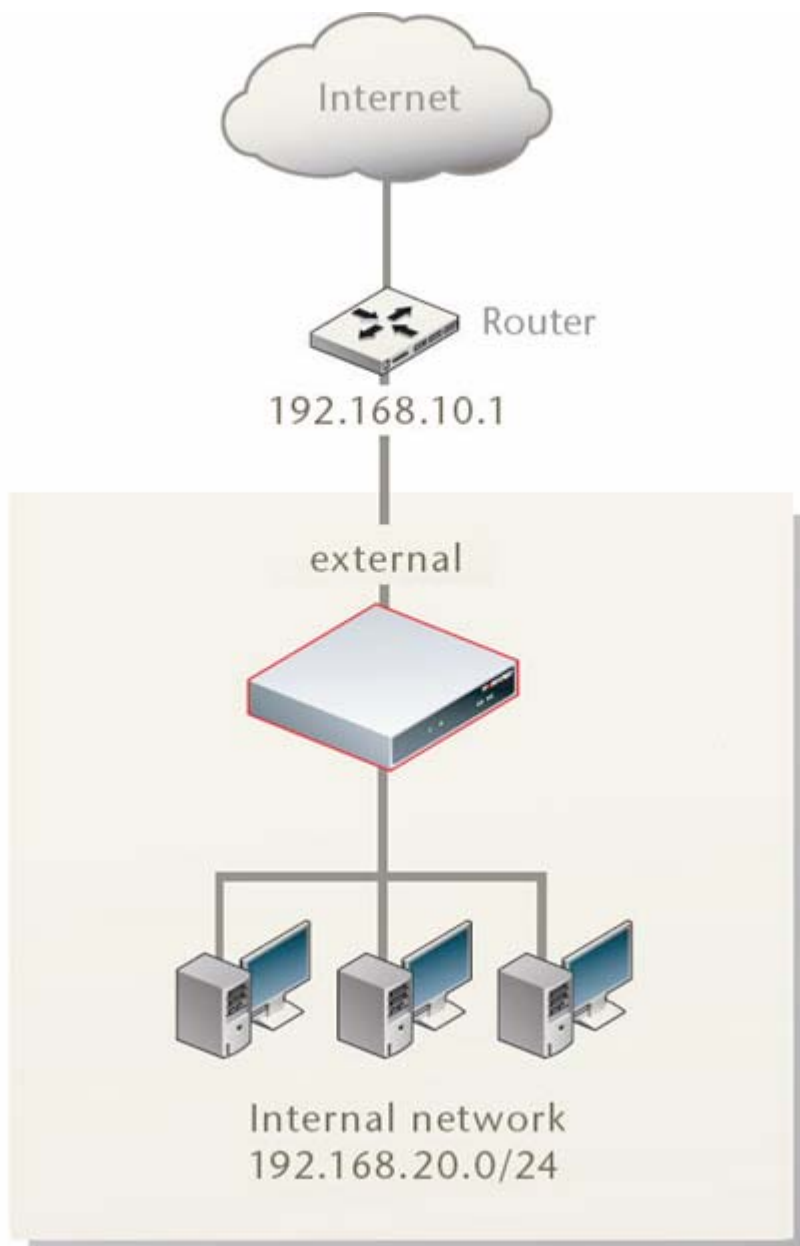 Internet
Router
192.168.10.1
external
Internal network
192.168.20.0/24